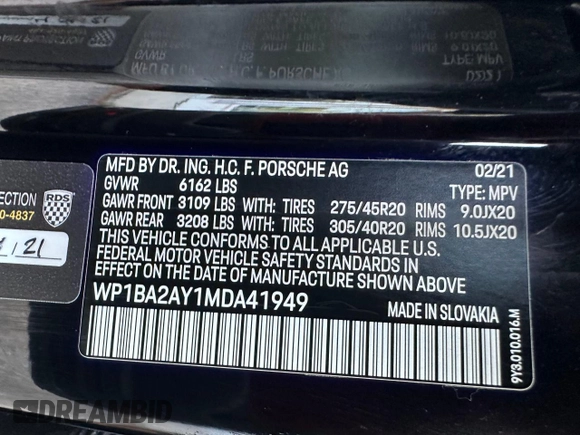 MFD BY DR. ING. H.C. F. PORSCHE AG 02/21
GVWR 6162 LBS TYPE: MPV
GAWR FRONT 3109 LBS WITH: TIRES 275/45R20 RIMS 9.0JX20
GAWR REAR 3208 LBS WITH: TIRES 305/40R20 RIMS 10.5JX20
THIS VEHICLE CONFORMS TO ALL APPLICABLE
FEDERAL MOTOR VEHICLE SAFETY STANDARDS IN
EFFECT ON THE DATE OF MANUFACTURE SHOWN ABOVE
WP1BA2AY1MDA41949 MADE IN SLOVAKIA
9Y3.010.016.M
RDS
0-4837
21
DREAMBID